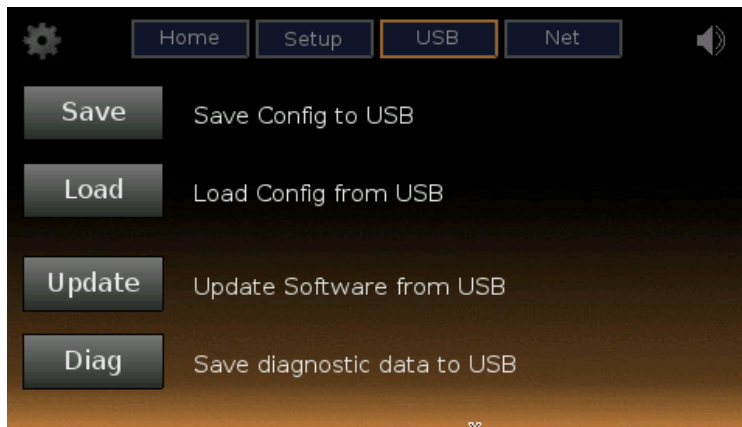 Home Setup USB Net
Save Save Config to USB
Load Load Config from USB
Update Update Software from USB
Diag Save diagnostic data to USB